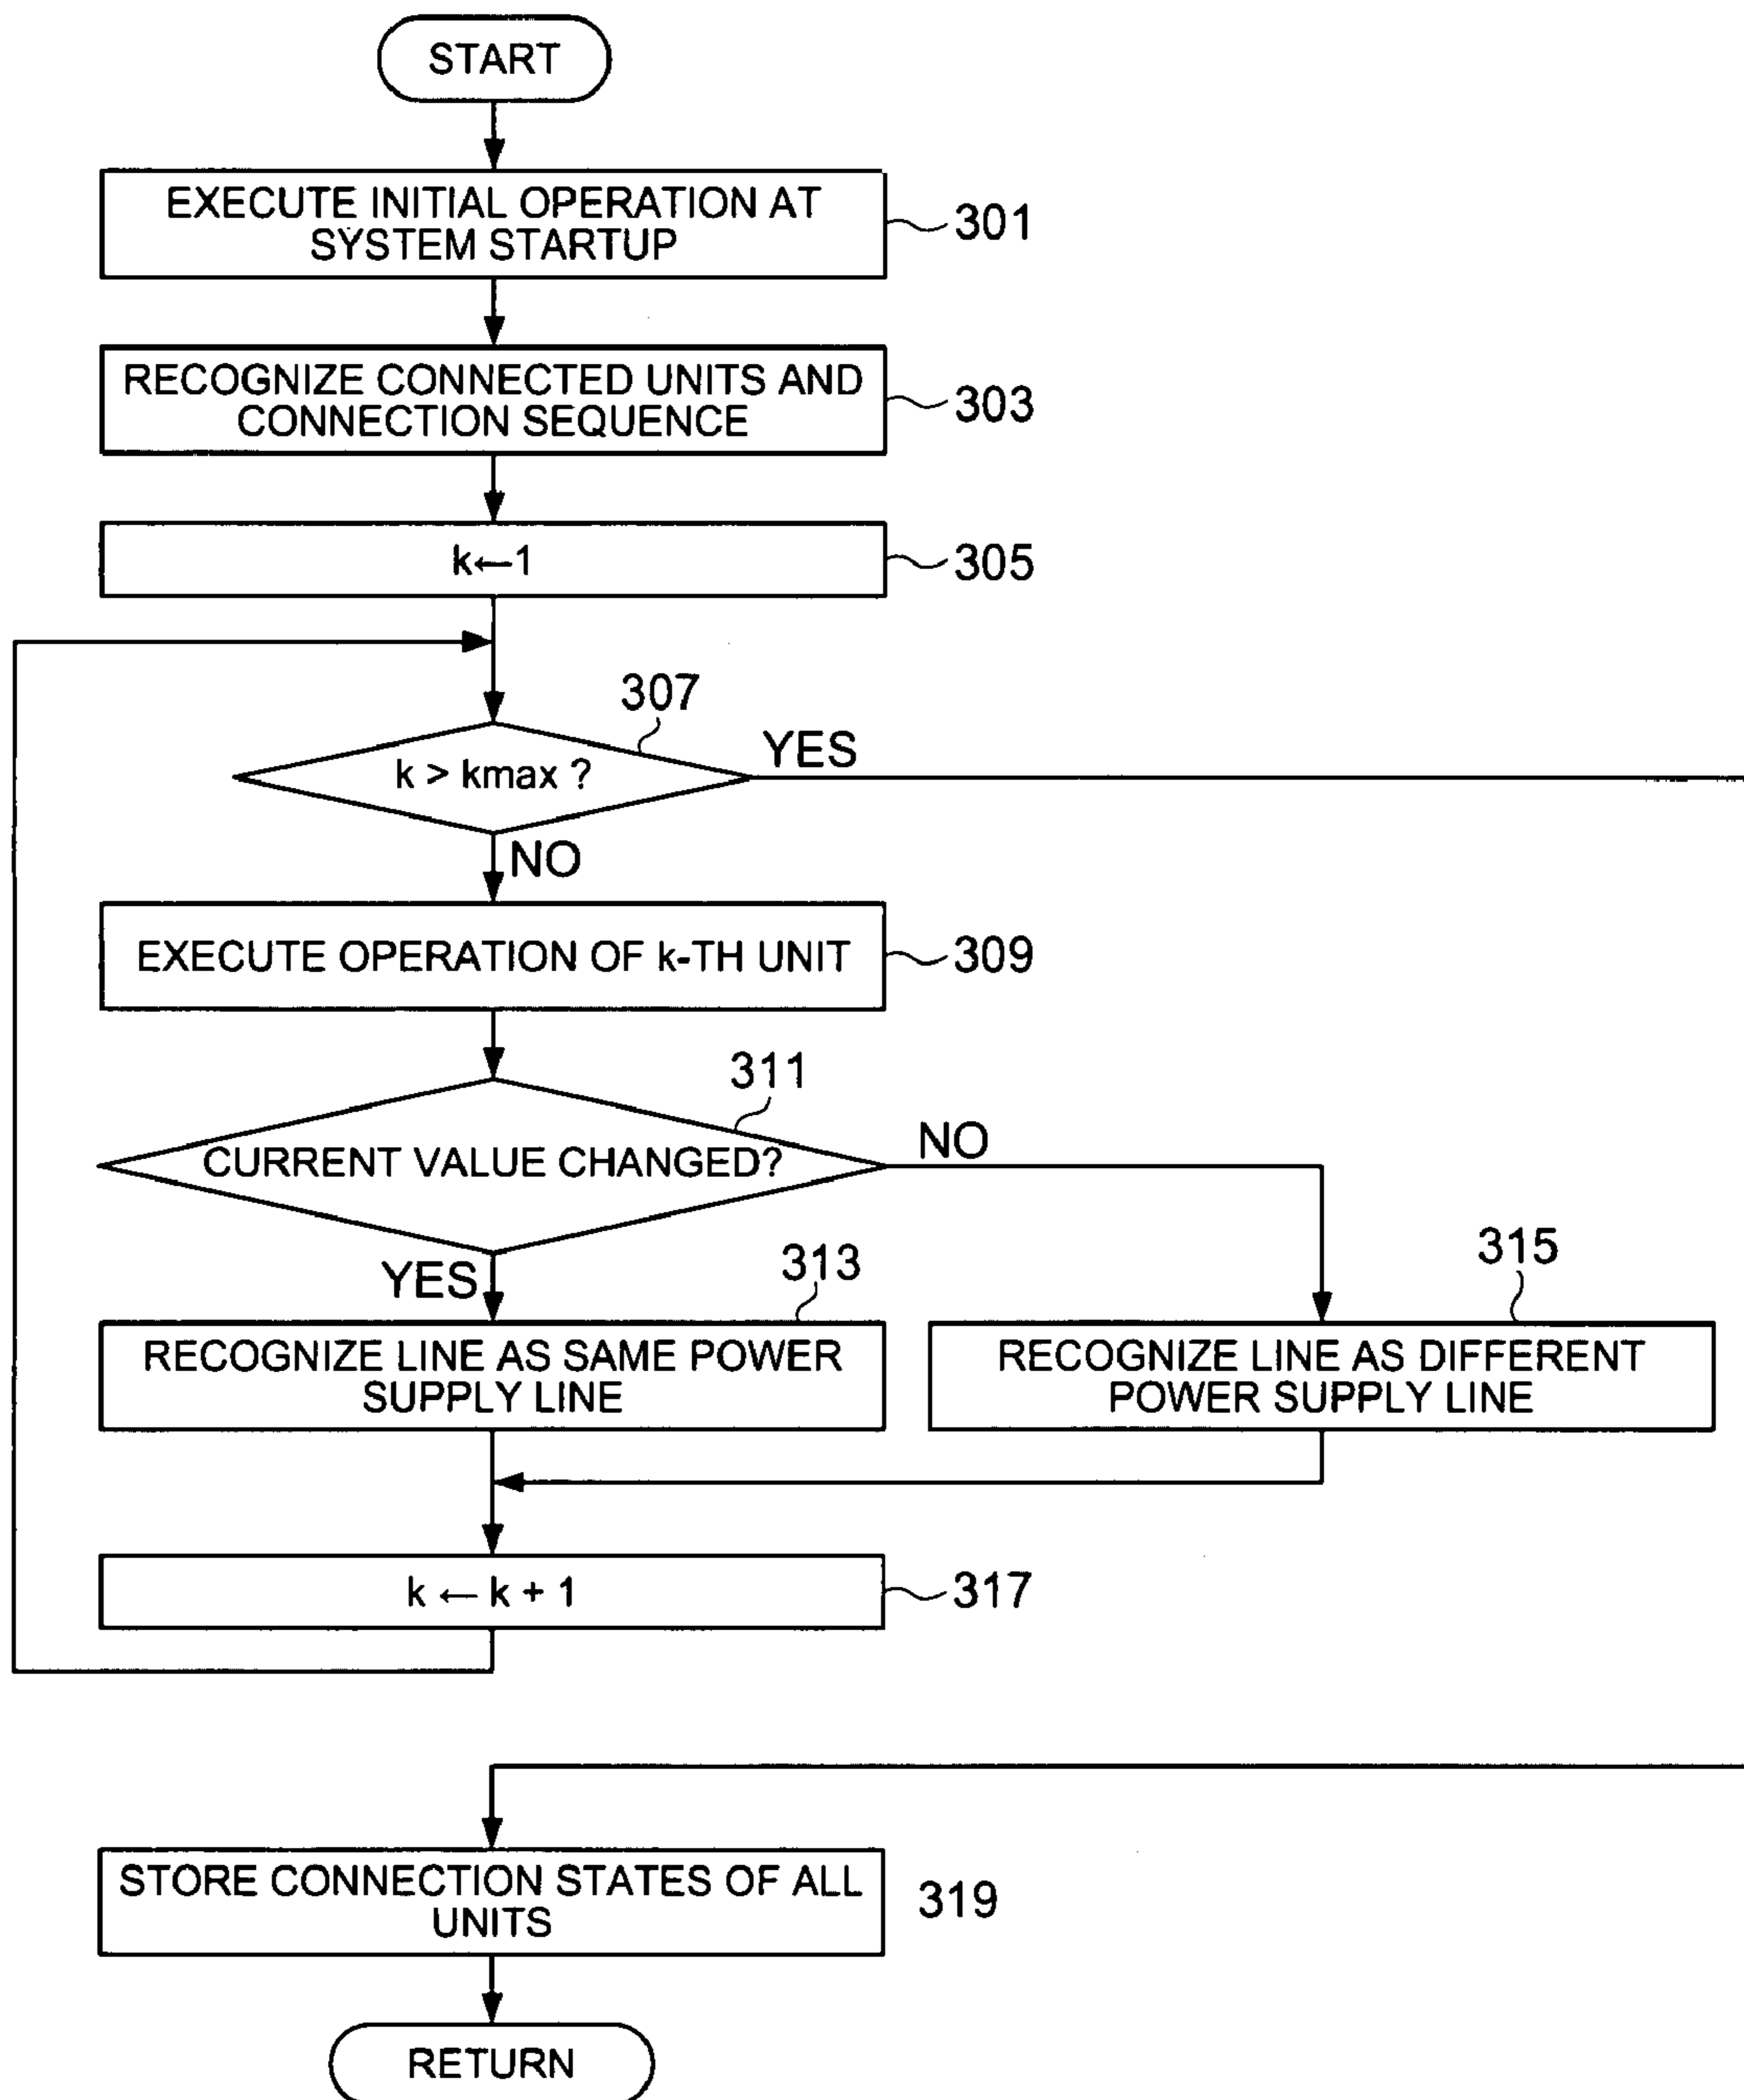 START
EXECUTE INITIAL OPERATION AT
SYSTEM STARTUP
301
RECOGNIZE CONNECTED UNITS AND
CONNECTION SEQUENCE
303
k←1
305
307
k > kmax ?
YES
NO
EXECUTE OPERATION OF k-TH UNIT
309
311
CURRENT VALUE CHANGED?
NO
YES
313
315
RECOGNIZE LINE AS SAME POWER
SUPPLY LINE
RECOGNIZE LINE AS DIFFERENT
POWER SUPPLY LINE
k ← k + 1
317
STORE CONNECTION STATES OF ALL
UNITS
319
RETURN